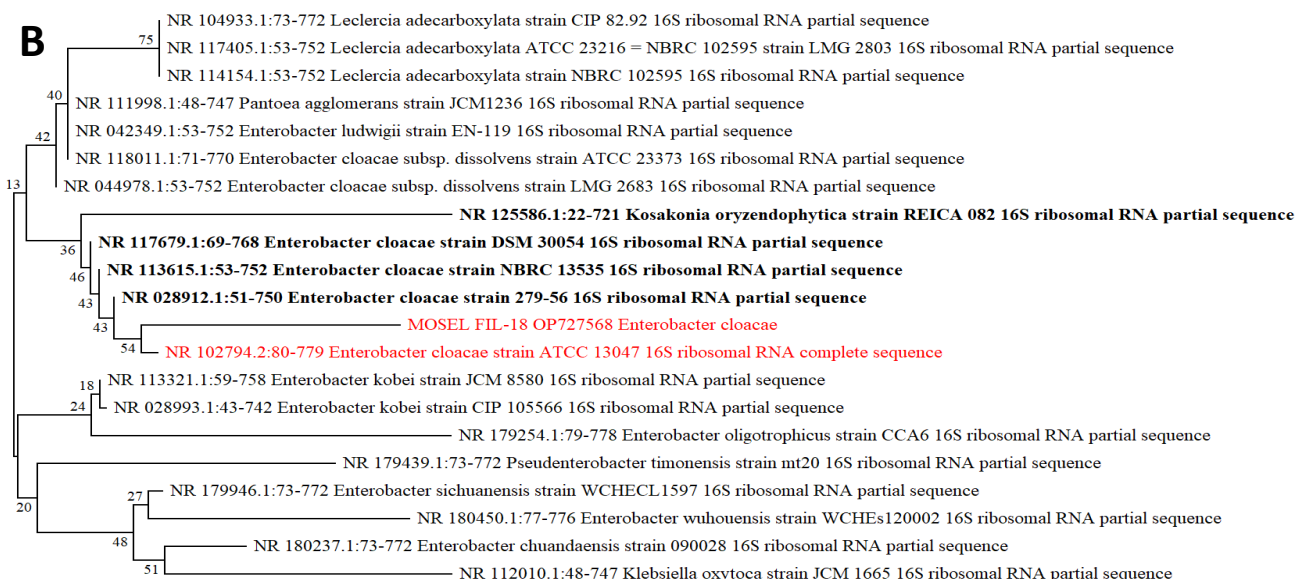 B
NR 104933.1:73-772 Leclercia adecarboxylata strain CIP 82.92 16S ribosomal RNA partial sequence
75
NR 117405.1:53-752 Leclercia adecarboxylata ATCC 23216 = NBRC 102595 strain LMG 2803 16S ribosomal RNA partial sequence
NR 114154.1:53-752 Leclercia adecarboxylata strain NBRC 102595 16S ribosomal RNA partial sequence
40
NR 111998.1:48-747 Pantoea agglomerans strain JCM1236 16S ribosomal RNA partial sequence
NR 042349.1:53-752 Enterobacter ludwigii strain EN-119 16S ribosomal RNA partial sequence
42
NR 118011.1:71-770 Enterobacter cloacae subsp. dissolvens strain ATCC 23373 16S ribosomal RNA partial sequence
13
NR 044978.1:53-752 Enterobacter cloacae subsp. dissolvens strain LMG 2683 16S ribosomal RNA partial sequence
NR 125586.1:22-721 Kosakonia oryzendophytica strain REICA 082 16S ribosomal RNA partial sequence
36
NR 117679.1:69-768 Enterobacter cloacae strain DSM 30054 16S ribosomal RNA partial sequence
46
NR 113615.1:53-752 Enterobacter cloacae strain NBRC 13535 16S ribosomal RNA partial sequence
43
NR 028912.1:51-750 Enterobacter cloacae strain 279-56 16S ribosomal RNA partial sequence
43
MOSEL FIL-18 OP727568 Enterobacter cloacae
54
NR 102794.2:80-779 Enterobacter cloacae strain ATCC 13047 16S ribosomal RNA complete sequence
18
NR 113321.1:59-758 Enterobacter kobei strain JCM 8580 16S ribosomal RNA partial sequence
24
NR 028993.1:43-742 Enterobacter kobei strain CIP 105566 16S ribosomal RNA partial sequence
NR 179254.1:79-778 Enterobacter oligotrophicus strain CCA6 16S ribosomal RNA partial sequence
NR 179439.1:73-772 Pseudenterobacter timonensis strain mt20 16S ribosomal RNA partial sequence
20
27
NR 179946.1:73-772 Enterobacter sichuanensis strain WCHECL1597 16S ribosomal RNA partial sequence
NR 180450.1:77-776 Enterobacter wuhouensis strain WCHEs120002 16S ribosomal RNA partial sequence
48
NR 180237.1:73-772 Enterobacter chuandaensis strain 090028 16S ribosomal RNA partial sequence
51
NR 112010.1:48-747 Klebsiella oxytoca strain JCM 1665 16S ribosomal RNA partial sequence